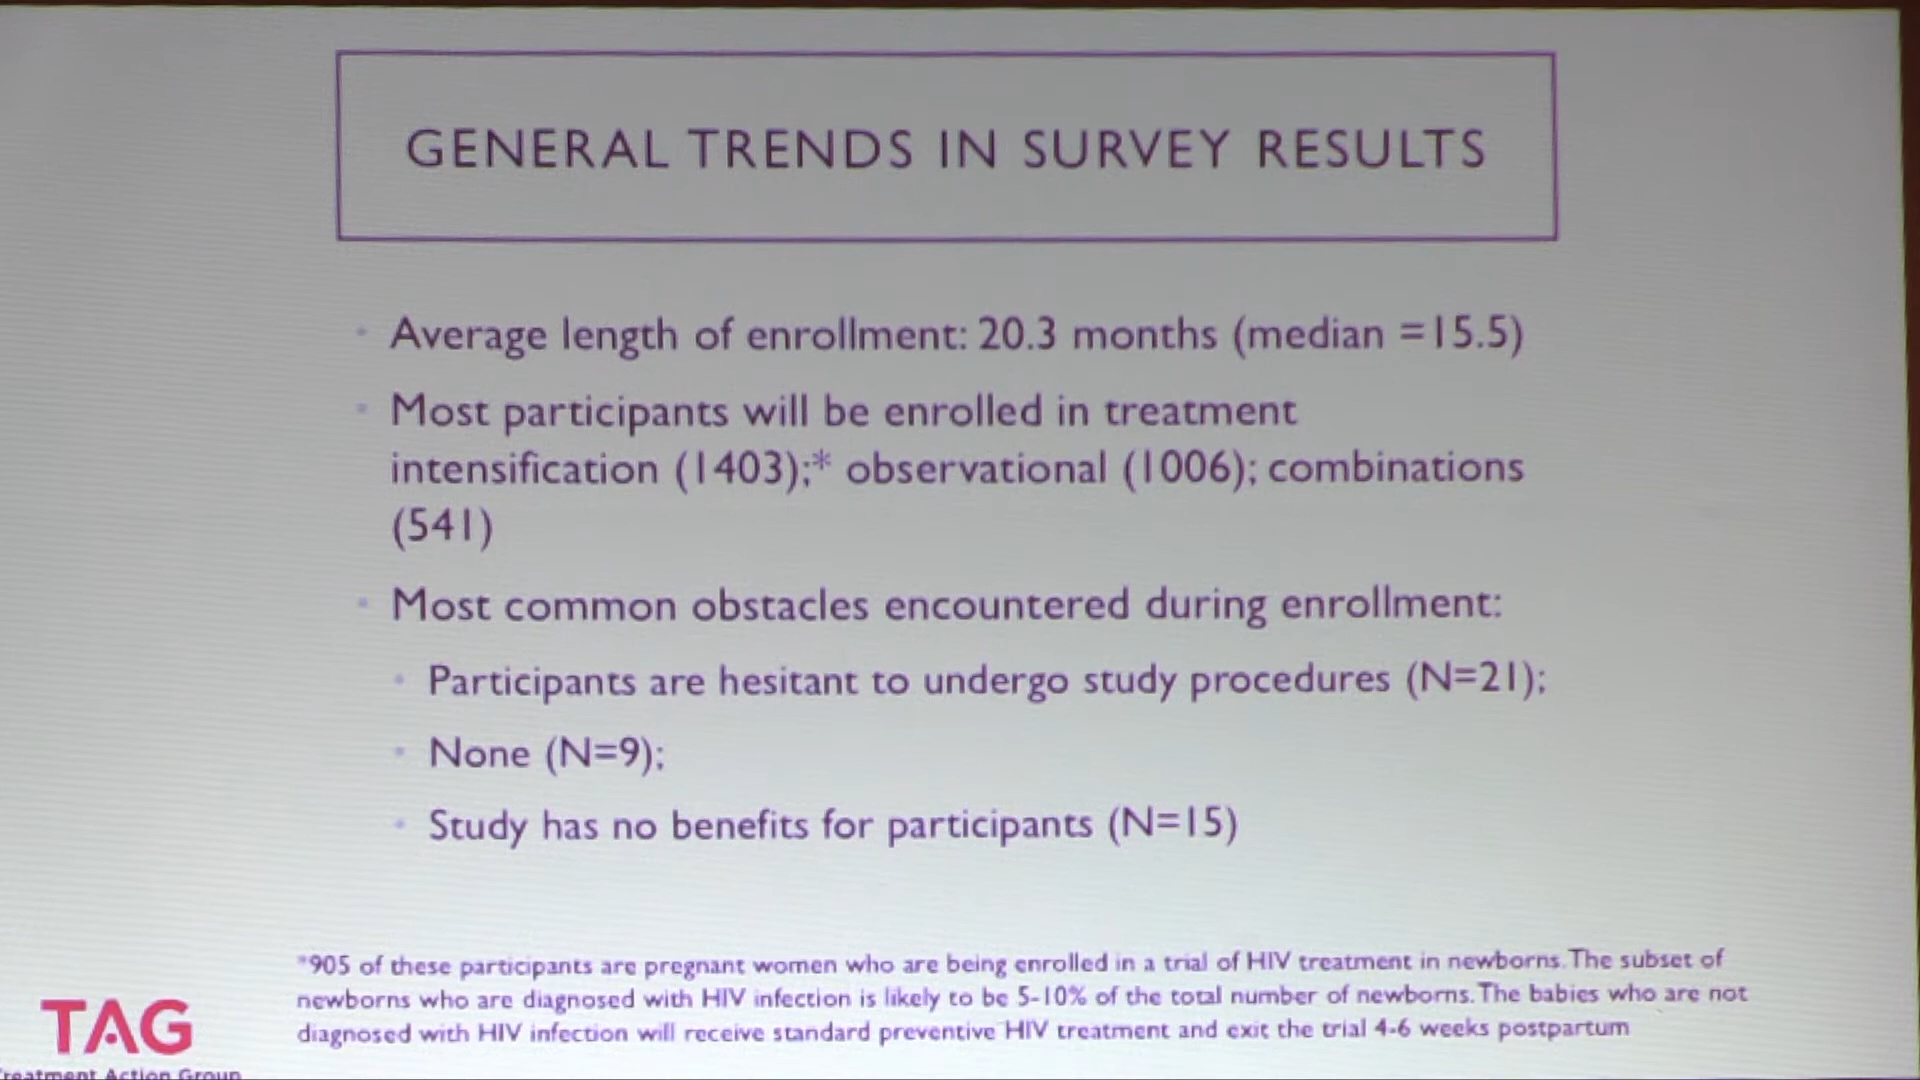 GENERAL TRENDS IN SURVEY RESULTS
Average length of enrollment: 20.3 months (median =15.5)
Most participants will be enrolled in treatment
intensification (1403);* observational (1006); combinations
(541)
Most common obstacles encountered during enrollment:
Participants are hesitant to undergo study procedures (N=21);
None (N=9);
Study has no benefits for participants (N=15)
*905 of these participants are pregnant women who are being enrolled in a trial of HIV treatment in newborns. The subset of
newborns who are diagnosed with HIV infection is likely to be 5-10% of the total number of newborns. The babies who are not
diagnosed with HIV infection will receive standard preventive HIV treatment and exit the trial 4-6 weeks postpartum
TAG
Treatment Action Group